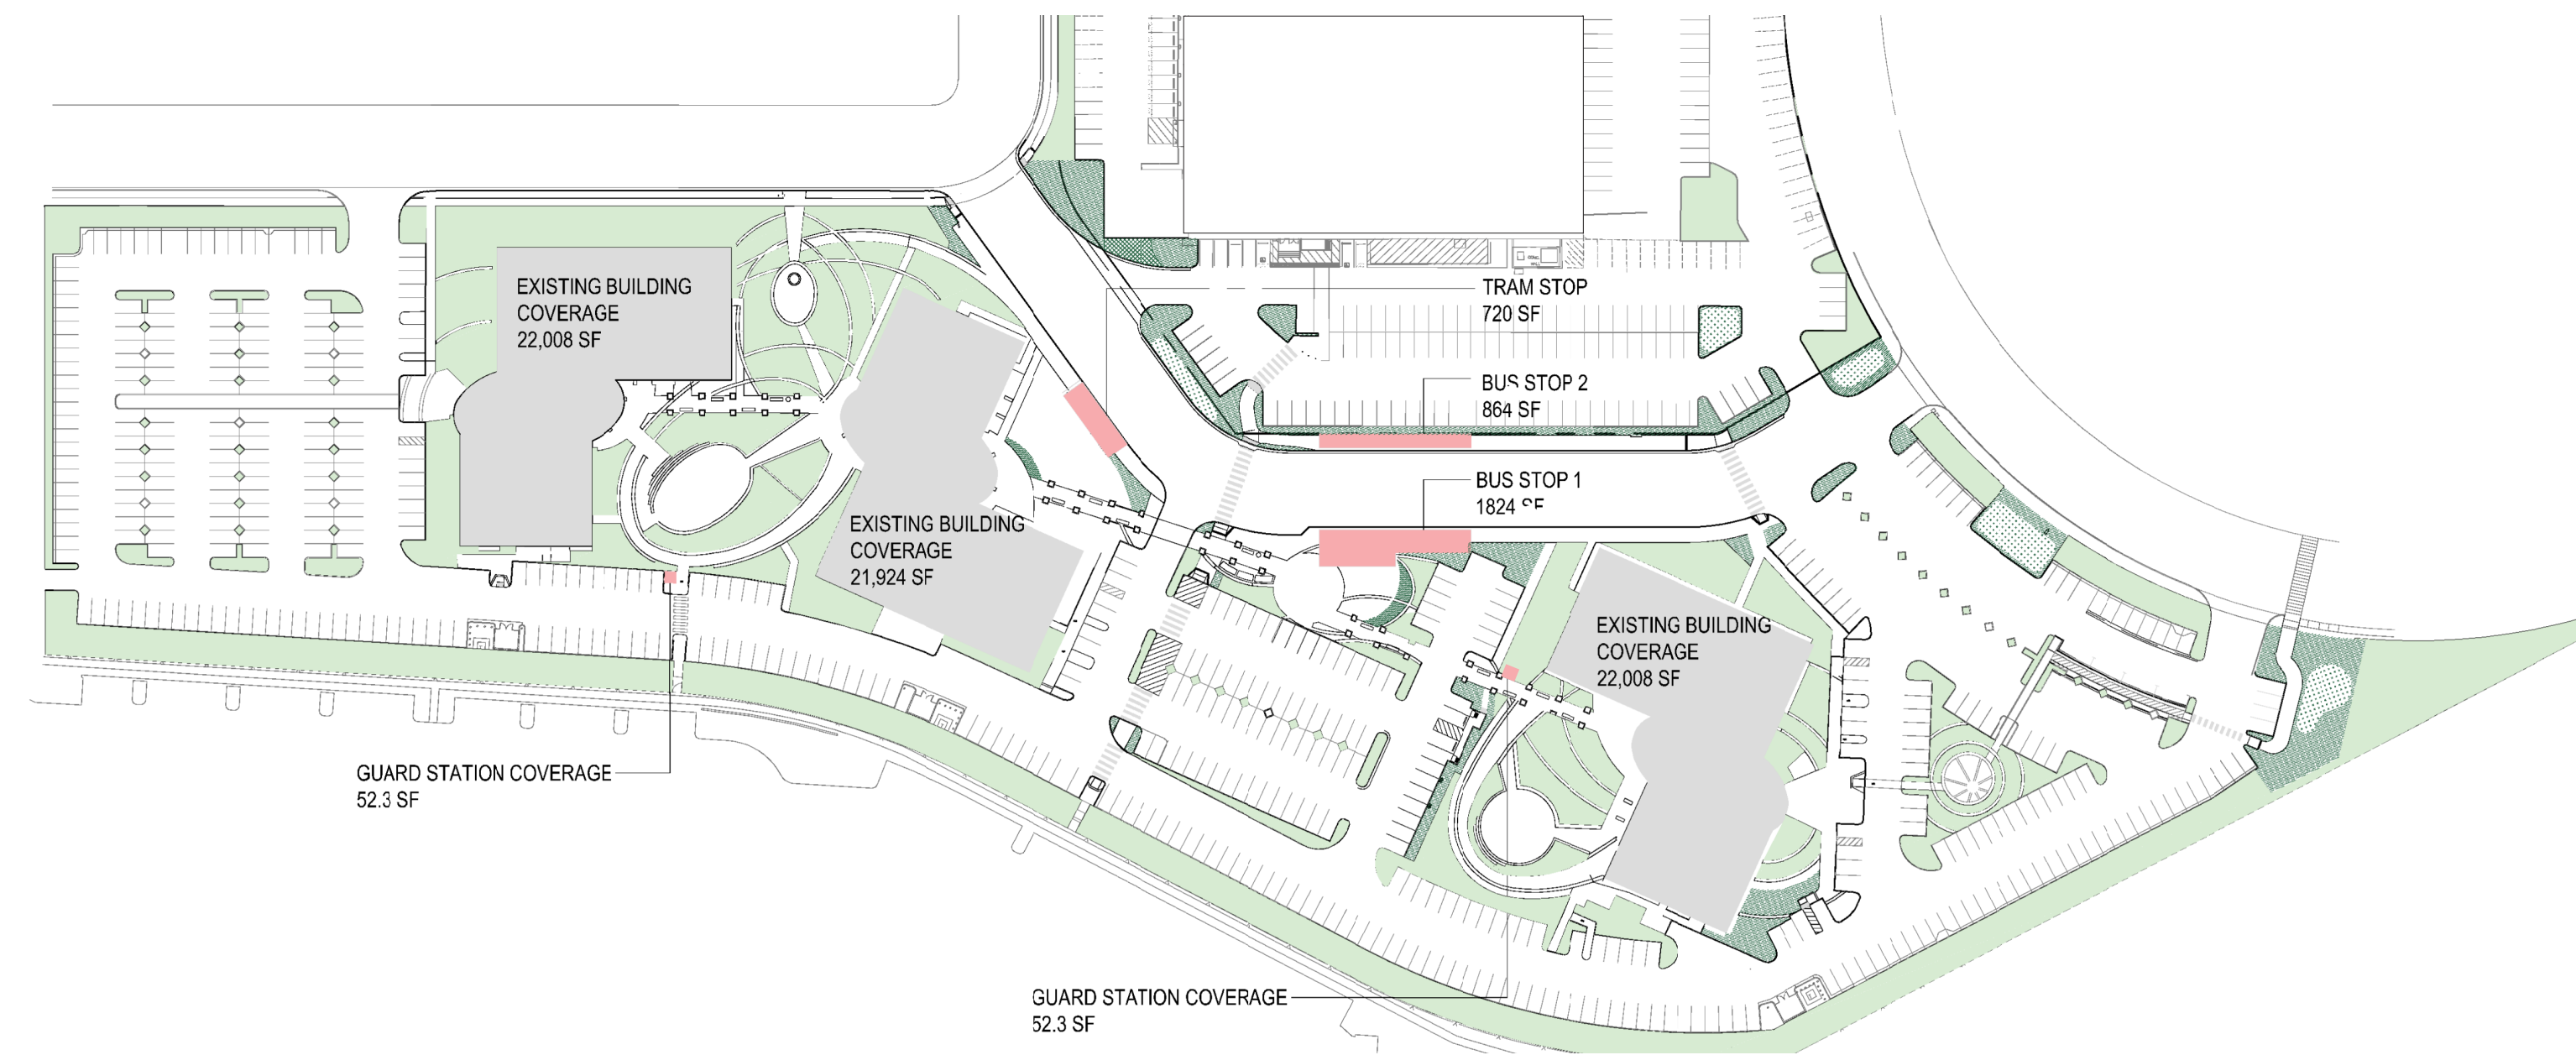 EXISTING BUILDING
COVERAGE
22,008 SF
TRAM STOP
720 SF
BUS STOP 2
864 SF
BUS STOP 1
1824 SF
EXISTING BUILDING
COVERAGE
21,924 SF
EXISTING BUILDING
COVERAGE
22,008 SF
GUARD STATION COVERAGE
52.3 SF
GUARD STATION COVERAGE
52.3 SF